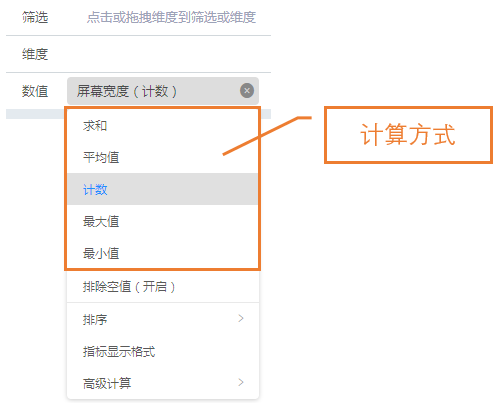 筛选 点击或拖拽维度到筛选或维度
维度
数值 屏幕宽度（计数）
求和
平均值
计数
最大值
最小值
排除空值（开启）
排序
指标显示格式
高级计算
计算方式